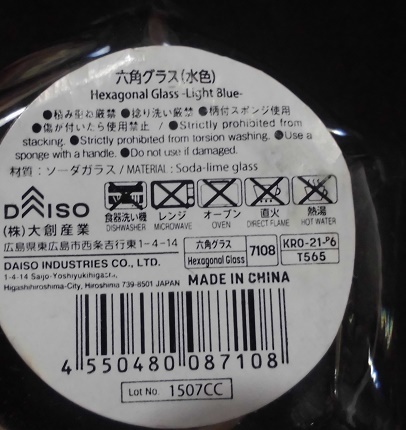 六角グラス(水色)
Hexagonal Glass -Light Blue-
●積み重ね厳禁 ●捻り洗い厳禁 ●柄付スポンジ使用
●傷が付いたら使用禁止 / ●Strictly prohibited from
stacking. ●Strictly prohibited from torsion washing. ●Use a
sponge with a handle. ●Do not use if damaged.
材質：ソーダガラス / MATERIAL : Soda-lime glass
DAISO
食器洗い機 レンジ オーブン 直火 熱湯
DISHWASHER MICROWAVE OVEN DIRECT FLAME HOT WATER
(株)大創産業
広島県東広島市西条吉行東1-4-14
六角グラス
Hexagonal Glass
7108
KRO-21-P6
T565
DAISO INDUSTRIES CO., LTD.
1-4-14 Saijo-Yoshiyukihigashi,
Higashihiroshima-City, Hiroshima 739-8501 JAPAN
MADE IN CHINA
4 550480 087108
Lot No. 1507CC